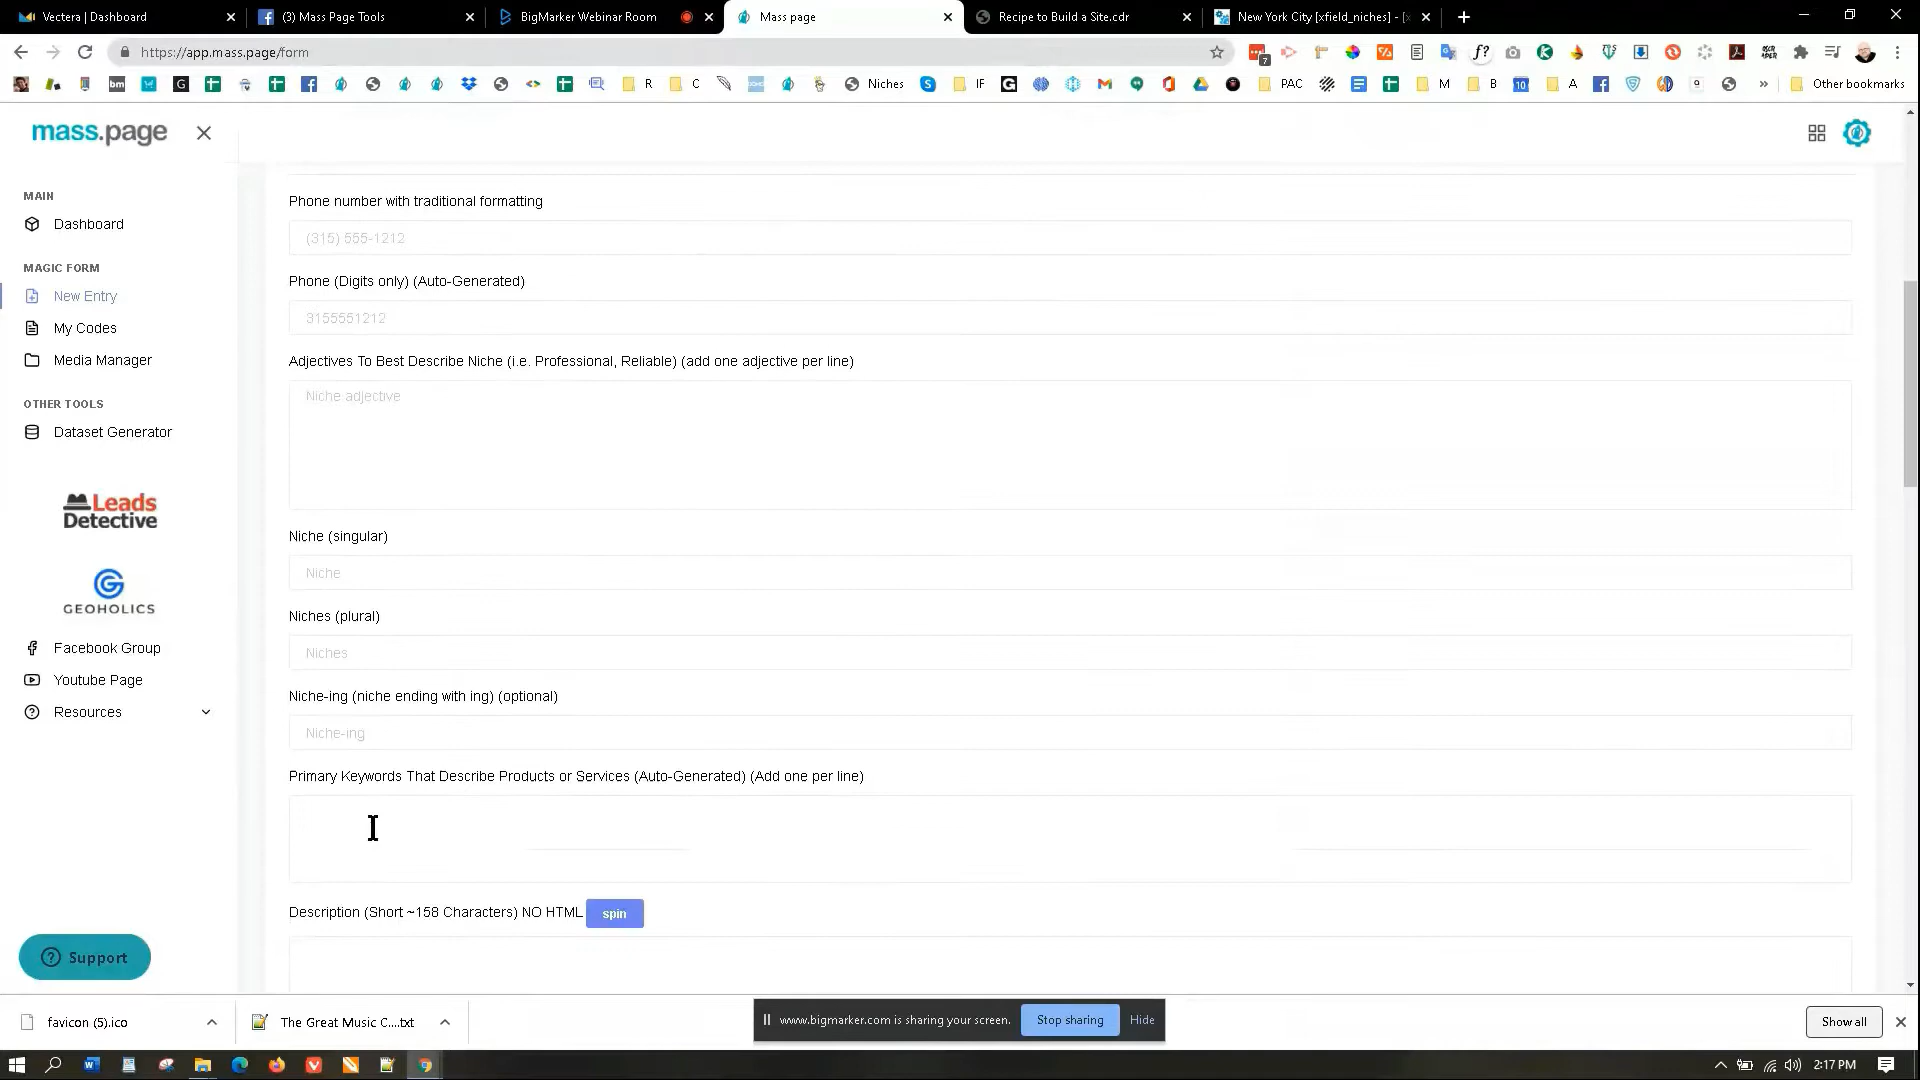 Vectera | Dashboard
(3) Mass Page Tools
BigMarker Webinar Room
Mass page
Recipe to Build a Site.cdr
New York City [xfield_niches] - [x
https://app.mass.page/form
7
bm
G
R
C
Niches
IF
G
PAC
M
B
10
A
Other bookmarks
mass.page
MAIN
Dashboard
MAGIC FORM
New Entry
My Codes
Media Manager
OTHER TOOLS
Dataset Generator
Leads
Detective
GEOHOLICS
Facebook Group
Youtube Page
Resources
Support
Phone number with traditional formatting
(315) 555-1212
Phone (Digits only) (Auto-Generated)
3155551212
Adjectives To Best Describe Niche (i.e. Professional, Reliable) (add one adjective per line)
Niche adjective
Niche (singular)
Niche
Niches (plural)
Niches
Niche-ing (niche ending with ing) (optional)
Niche-ing
Primary Keywords That Describe Products or Services (Auto-Generated) (Add one per line)
Description (Short ~158 Characters) NO HTML
spin
favicon (5).ico
The Great Music C....txt
www.bigmarker.com is sharing your screen.
Stop sharing
Hide
Show all
2:17 PM